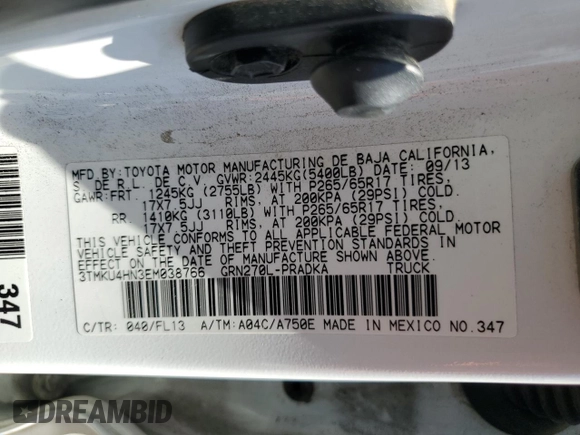 MFD.BY:TOYOTA MOTOR MANUFACTURING DE BAJA CALIFORNIA,
S. DE R.L. DE C.V. GVWR:2445KG(5400LB) 09/13
GAWR:FRT. 1245KG (2755LB) WITH P265/65R17 TIRES,
17X7.5JJ RIMS, AT 200KPA (29PSI) COLD.
RR. 1410KG (3110LB) WITH P265/65R17 TIRES,
17X7.5JJ RIMS, AT 200KPA (29PSI) COLD.
THIS VEHICLE CONFORMS TO ALL APPLICABLE FEDERAL MOTOR
VEHICLE SAFETY AND THEFT PREVENTION STANDARDS IN
EFFECT ON THE DATE OF MANUFACTURE SHOWN ABOVE.
3TMKU4HN3EM038766 GRN270L-PRADKA TRUCK
C/TR: 040/FL13 A/TM: A04C/A750E MADE IN MEXICO NO.347
347
DREAMBID